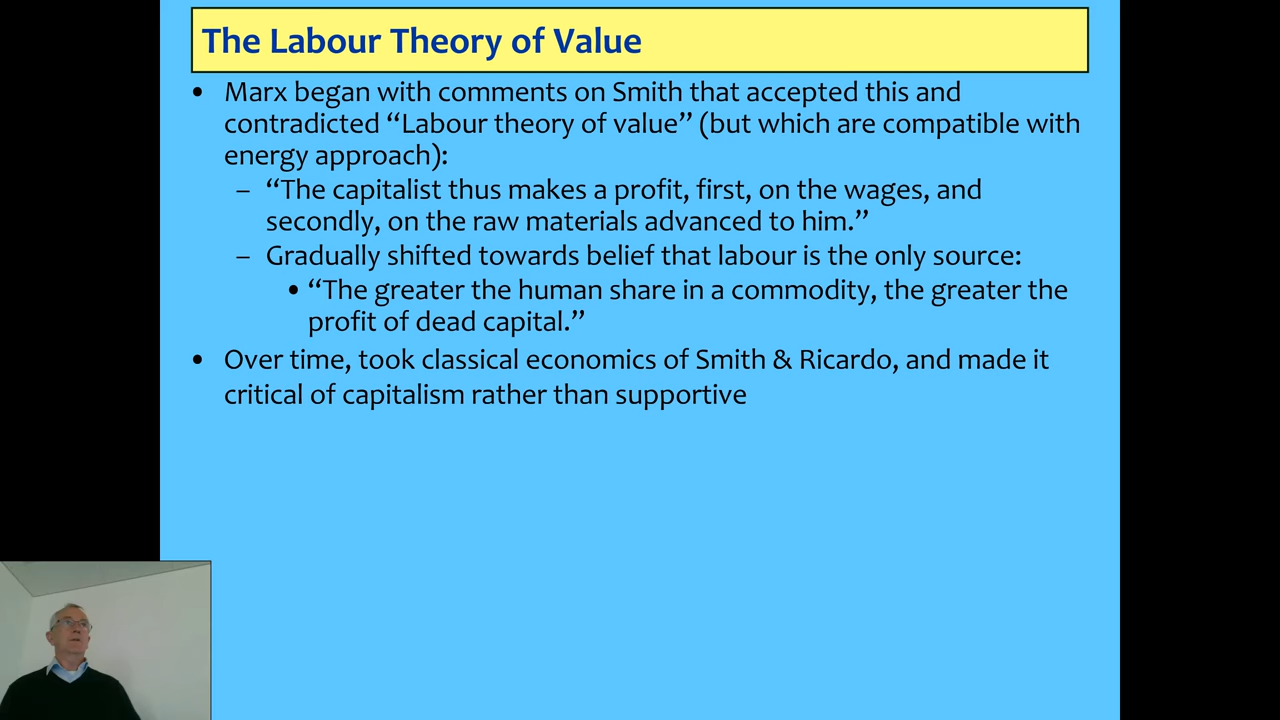 The Labour Theory of Value
• Marx began with comments on Smith that accepted this and
contradicted “Labour theory of value” (but which are compatible with
energy approach):
– “The capitalist thus makes a profit, first, on the wages, and
secondly, on the raw materials advanced to him.”
– Gradually shifted towards belief that labour is the only source:
• “The greater the human share in a commodity, the greater the
profit of dead capital.”
• Over time, took classical economics of Smith & Ricardo, and made it
critical of capitalism rather than supportive